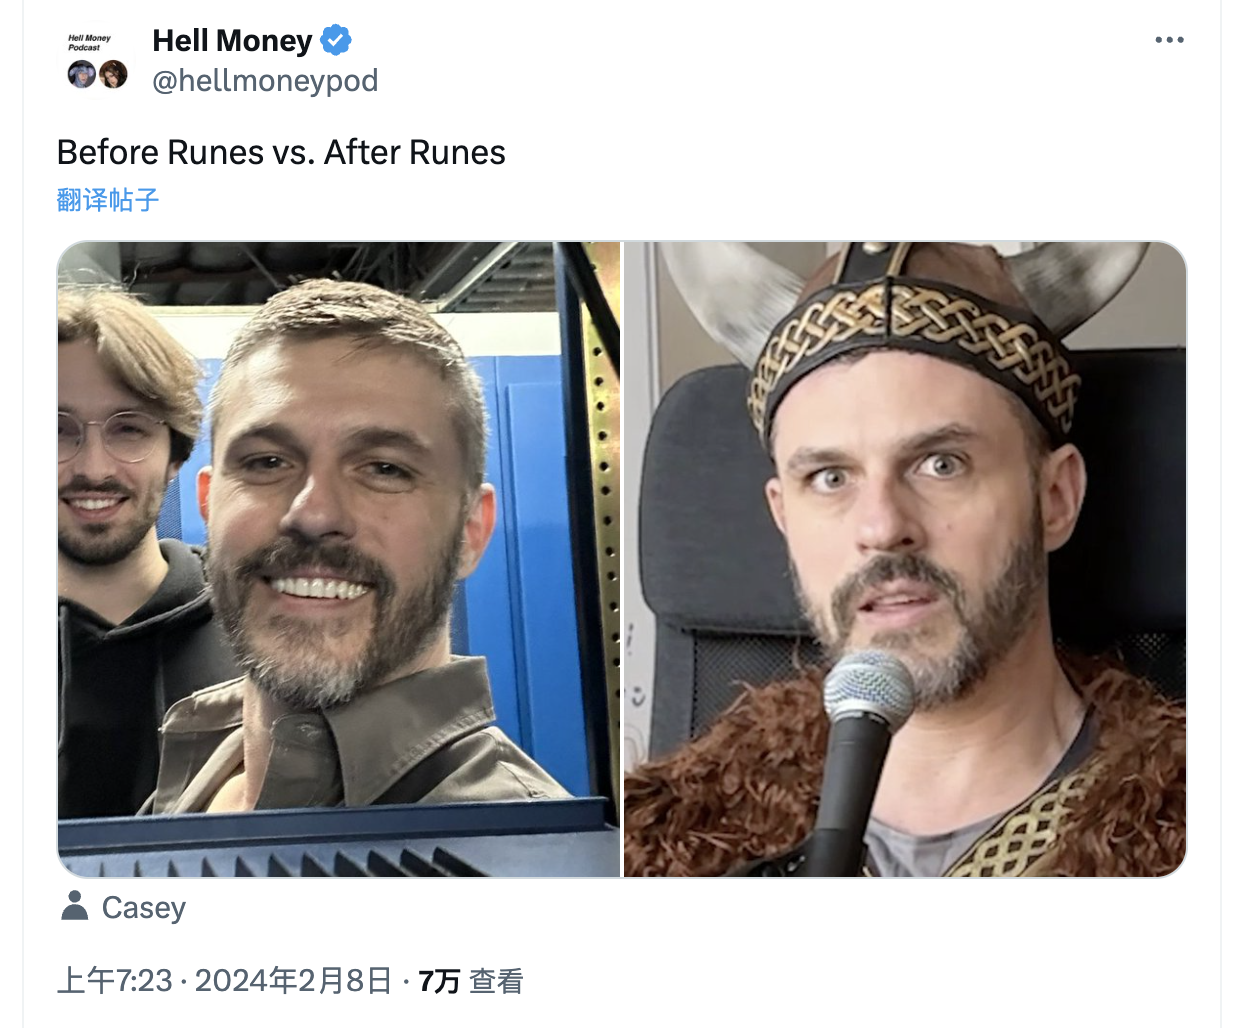 Hell Money
Podcast
Hell Money
@hellmoneypod
Before Runes vs. After Runes
翻译帖子
Casey
上午7:23 · 2024年2月8日 · 7万 查看